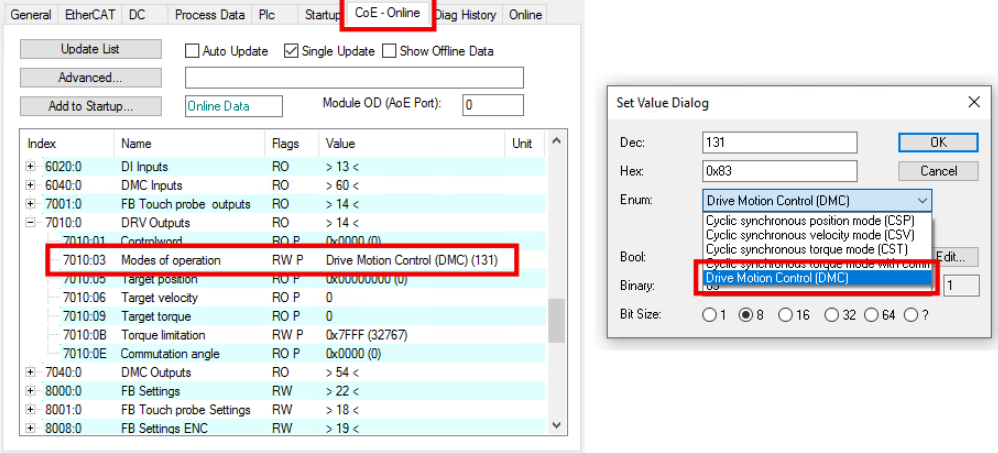 General EtherCAT DC Process Data Plc Startup CoE - Online Diag History Online
Update List Auto Update Single Update Show Offline Data
Advanced...
Add to Startup... Online Data Module OD (AoE Port): 0
Index Name Flags Value Unit
6020:0 DI Inputs RO > 13 <
6040:0 DMC Inputs RO > 60 <
7001:0 FB Touch probe outputs RO > 14 <
7010:0 DRV Outputs RO > 14 <
7010:01 Controlword RO P 0x0000 (0)
7010:03 Modes of operation RW P Drive Motion Control (DMC) (131)
7010:05 Target position RO P 0x00000000 (0)
7010:06 Target velocity RO P 0
7010:09 Target torque RO P 0
7010:0B Torque limitation RW P 0x7FFF (32767)
7010:0E Commutation angle RO P 0x0000 (0)
7040:0 DMC Outputs RO > 54 <
8000:0 FB Settings RW > 22 <
8001:0 FB Touch probe Settings RW > 18 <
8008:0 FB Settings ENC RW > 19 <
Set Value Dialog
Dec: 131 OK
Hex: 0x83 Cancel
Enum: Drive Motion Control (DMC)
Cyclic synchronous position mode (CSP)
Cyclic synchronous velocity mode (CSV)
Cyclic synchronous torque mode (CST)
Cyclic synchronous torque mode with comm
Drive Motion Control (DMC)
Bool: Edit...
Binary: 1
Bit Size: 1 8 16 32 64 ?